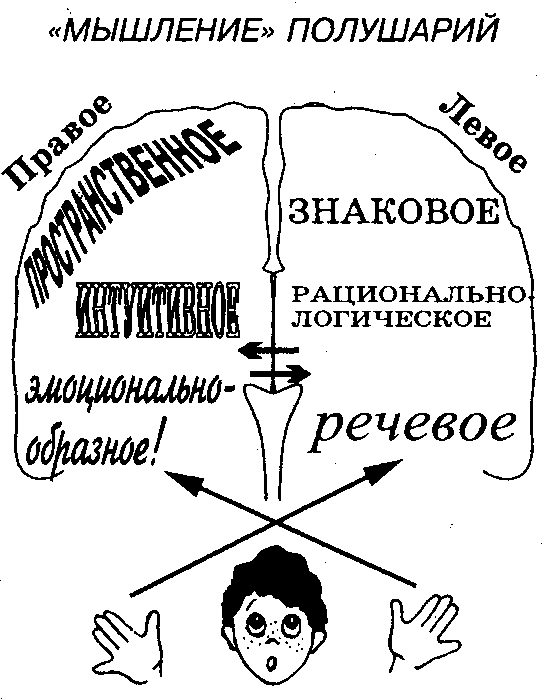 «МЫШЛЕНИЕ» ПОЛУШАРИЙ
Правое
Левое
ПРОСТРАНСТВЕННОЕ
ЗНАКОВОЕ
ИНТУИТИВНОЕ
РАЦИОНАЛЬНО-
ЛОГИЧЕСКОЕ
эмоционально-
образное!
речевое